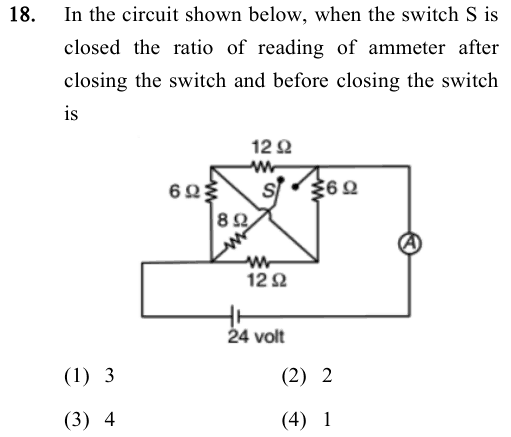 18. In the circuit shown below, when the switch S is
closed the ratio of reading of ammeter after
closing the switch and before closing the switch
is
12 Ω
6 Ω S 6 Ω
8 Ω
A
12 Ω
24 volt
(1) 3 (2) 2
(3) 4 (4) 1